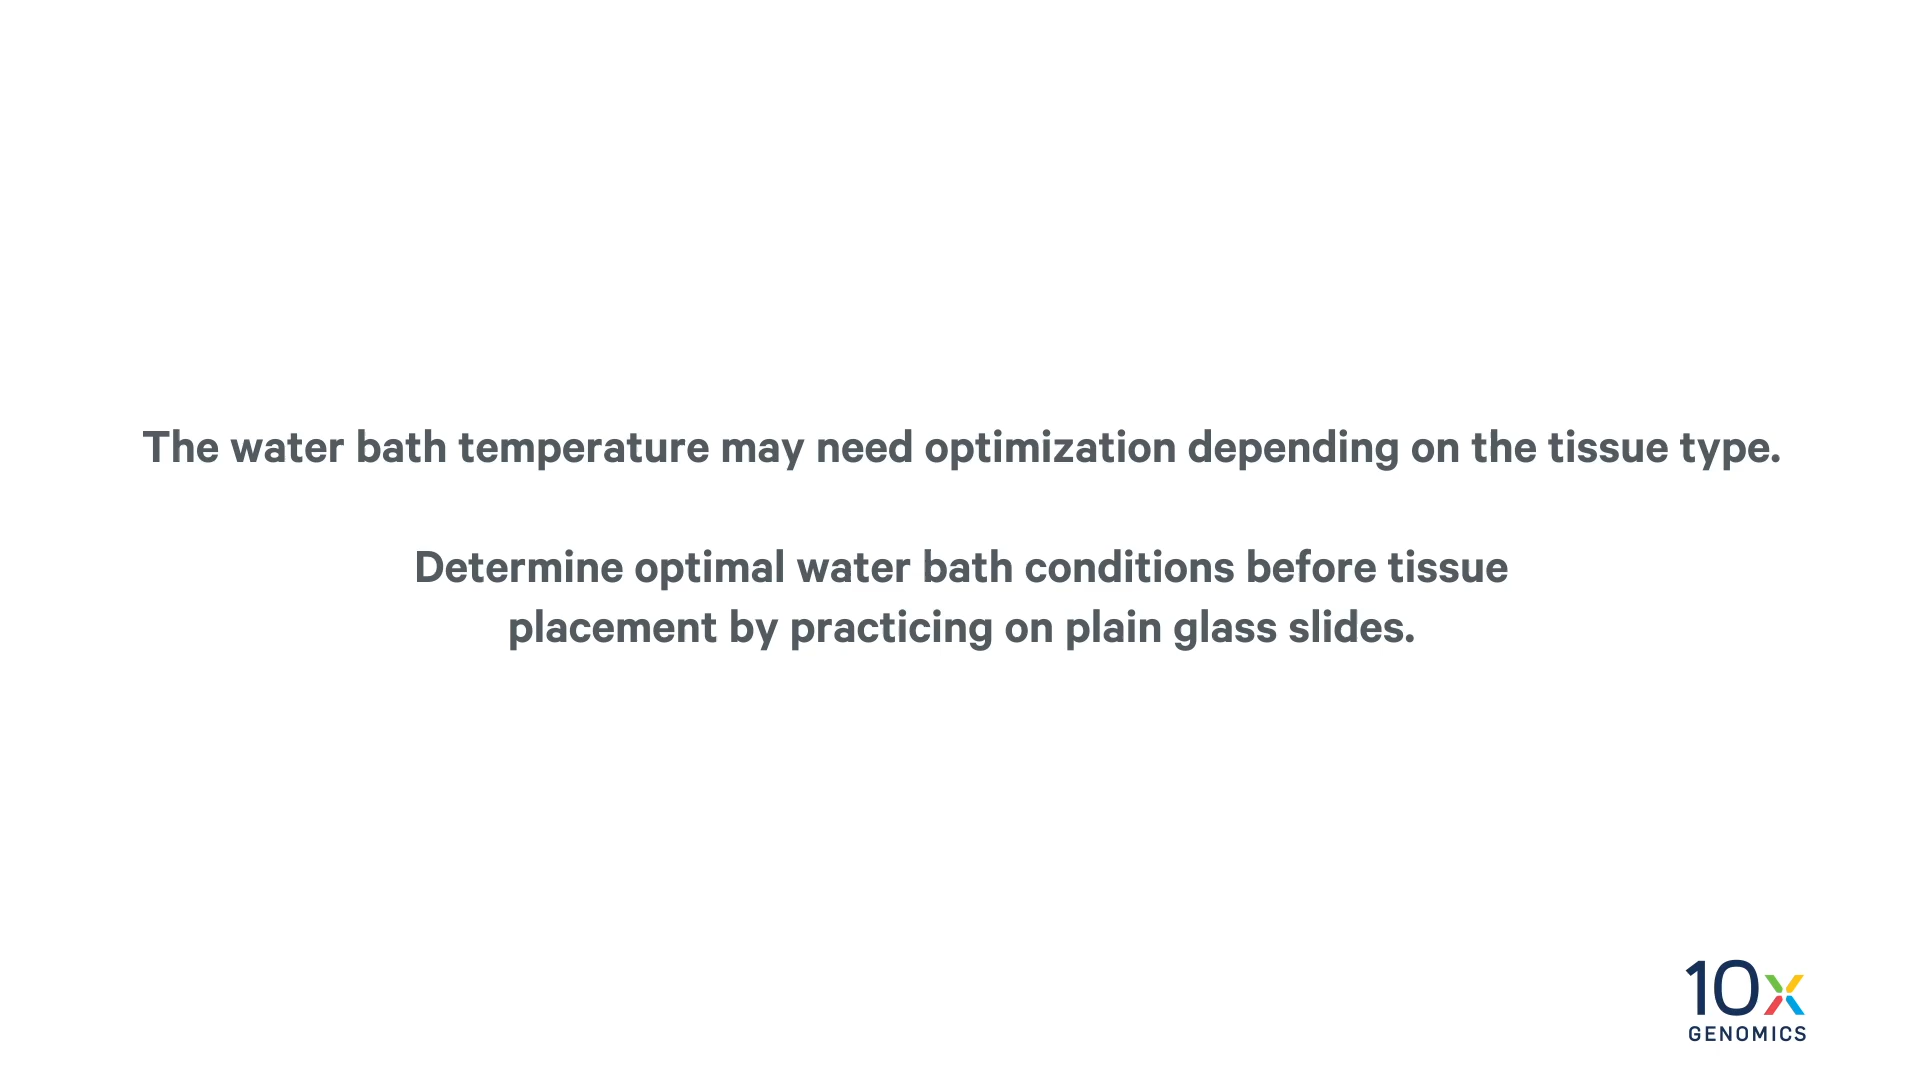 The water bath temperature may need optimization depending on the tissue type.
Determine optimal water bath conditions before tissue
placement by practicing on plain glass slides.
10x
GENOMICS